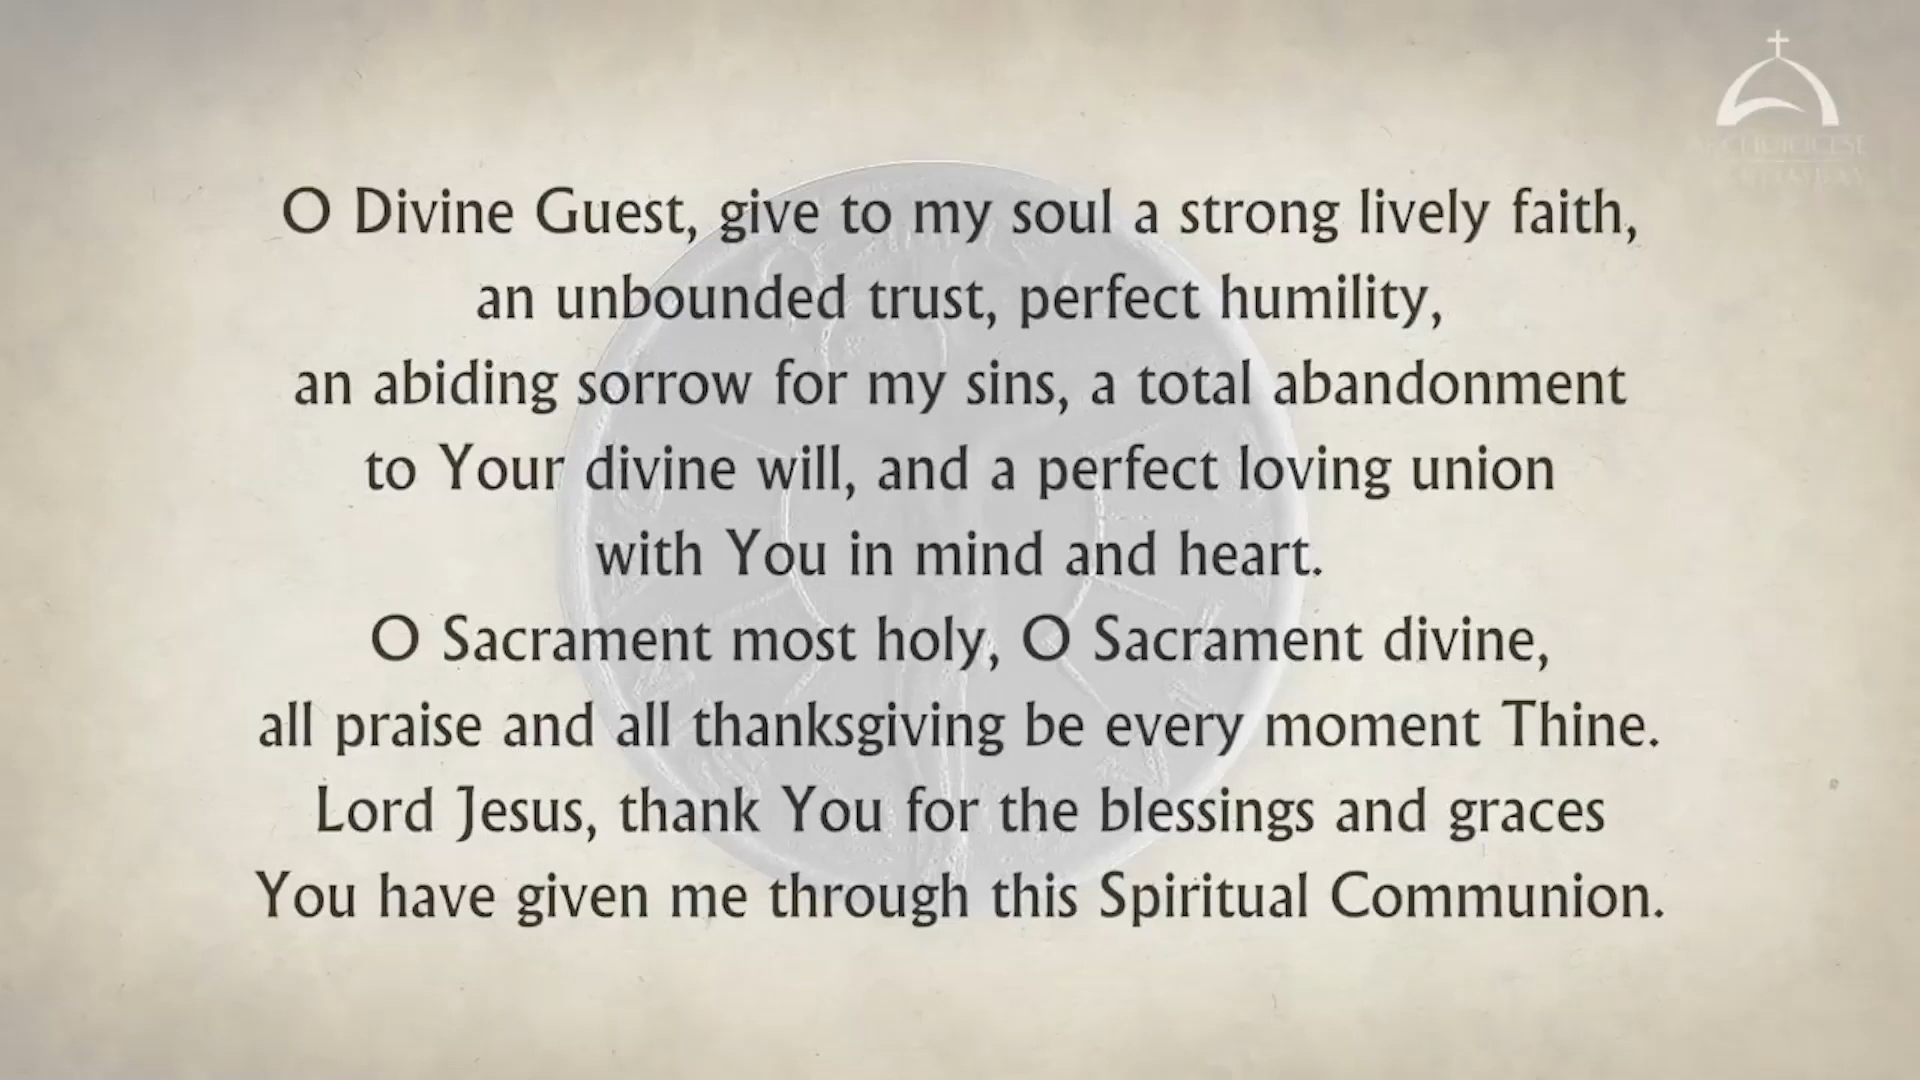 O Divine Guest, give to my soul a strong lively faith,
an unbounded trust, perfect humility,
an abiding sorrow for my sins, a total abandonment
to Your divine will, and a perfect loving union
with You in mind and heart.
O Sacrament most holy, O Sacrament divine,
all praise and all thanksgiving be every moment Thine.
Lord Jesus, thank You for the blessings and graces
You have given me through this Spiritual Communion.